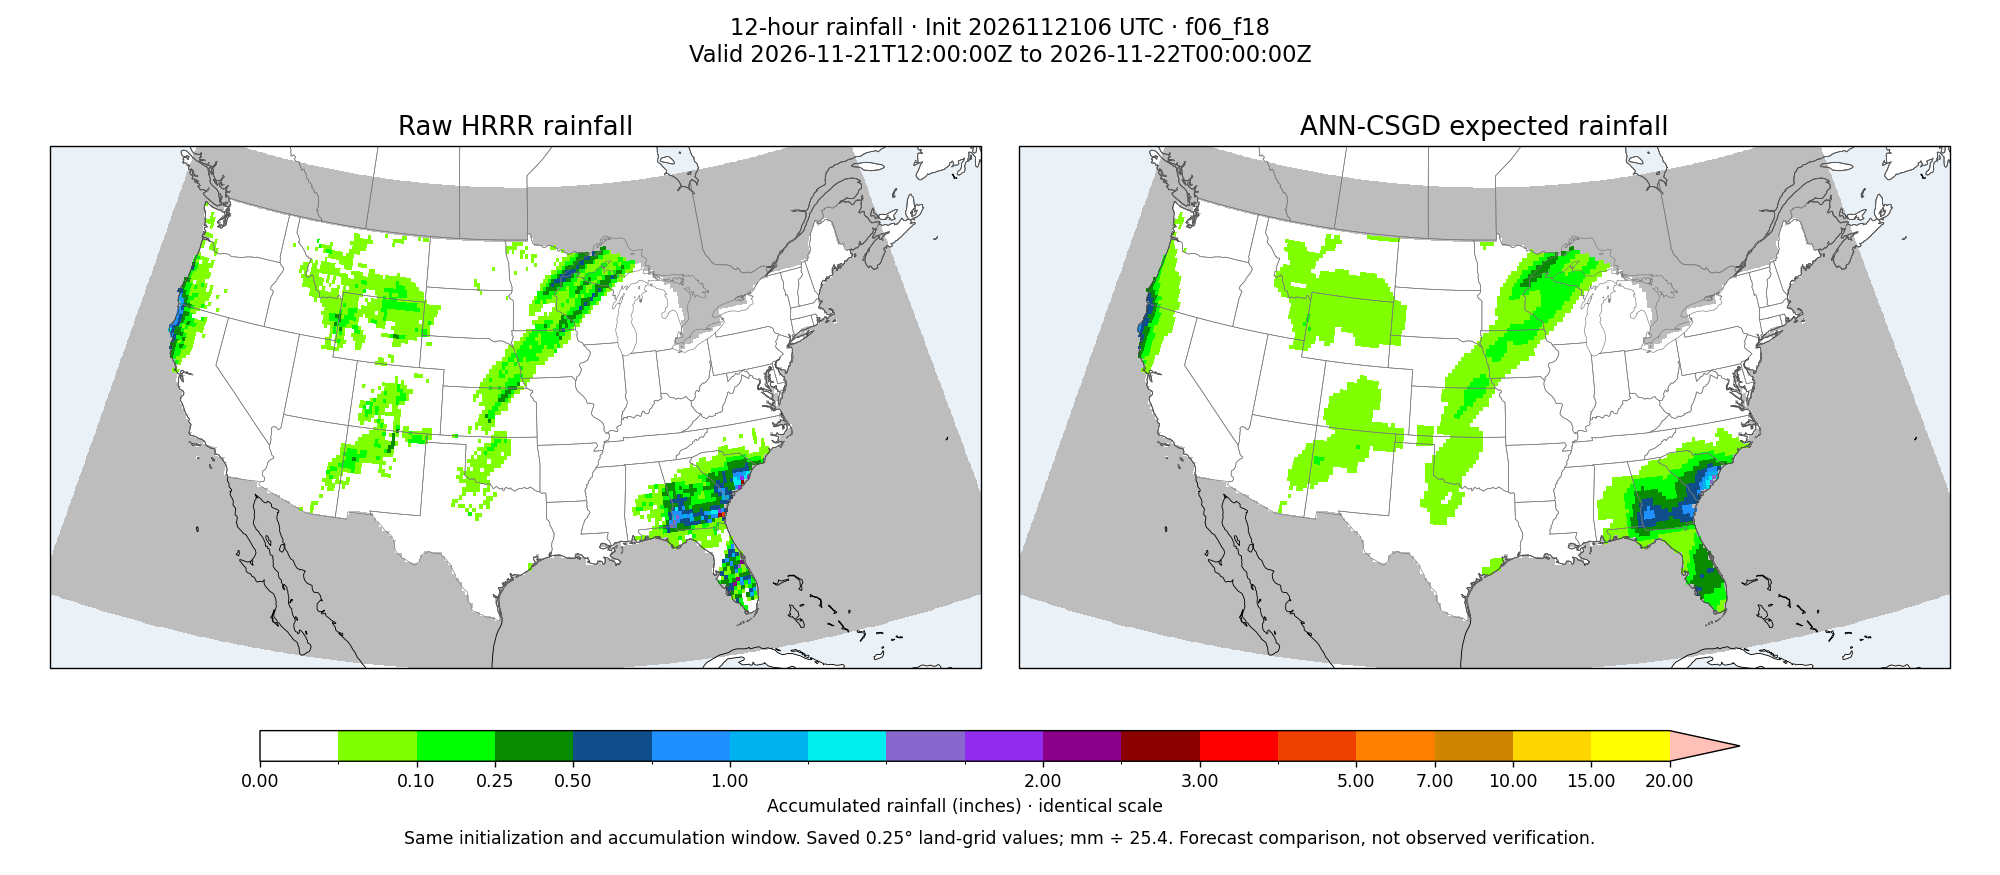 12-hour rainfall · Init 2026112106 UTC · f06_f18
Valid 2026-11-21T12:00:00Z to 2026-11-22T00:00:00Z
Raw HRRR rainfall
ANN-CSGD expected rainfall
0.00 0.10 0.25 0.50 1.00 2.00 3.00 5.00 7.00 10.00 15.00 20.00
Accumulated rainfall (inches) · identical scale
Same initialization and accumulation window. Saved 0.25° land-grid values; mm ÷ 25.4. Forecast comparison, not observed verification.